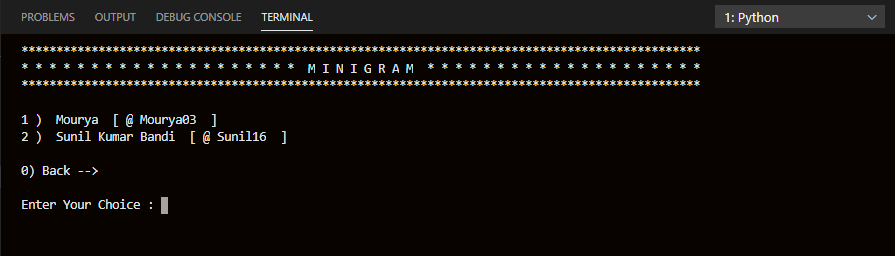 PROBLEMS OUTPUT DEBUG CONSOLE TERMINAL 1: Python
*************************************************************************************************
* * * * * * * * * * * * * * * * * * * * M I N I G R A M * * * * * * * * * * * * * * * * * * * *
*************************************************************************************************
1 ) Mourya [ @ Mourya03 ]
2 ) Sunil Kumar Bandi [ @ Sunil16 ]
0) Back -->
Enter Your Choice :